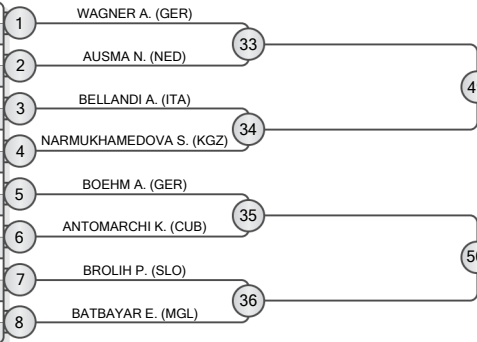 1 WAGNER A. (GER)
33
2 AUSMA N. (NED)
3 BELLANDI A. (ITA)
34
4 NARMUKHAMEDOVA S. (KGZ)
5 BOEHM A. (GER)
35
6 ANTOMARCHI K. (CUB)
7 BROLIH P. (SLO)
36
8 BATBAYAR E. (MGL)